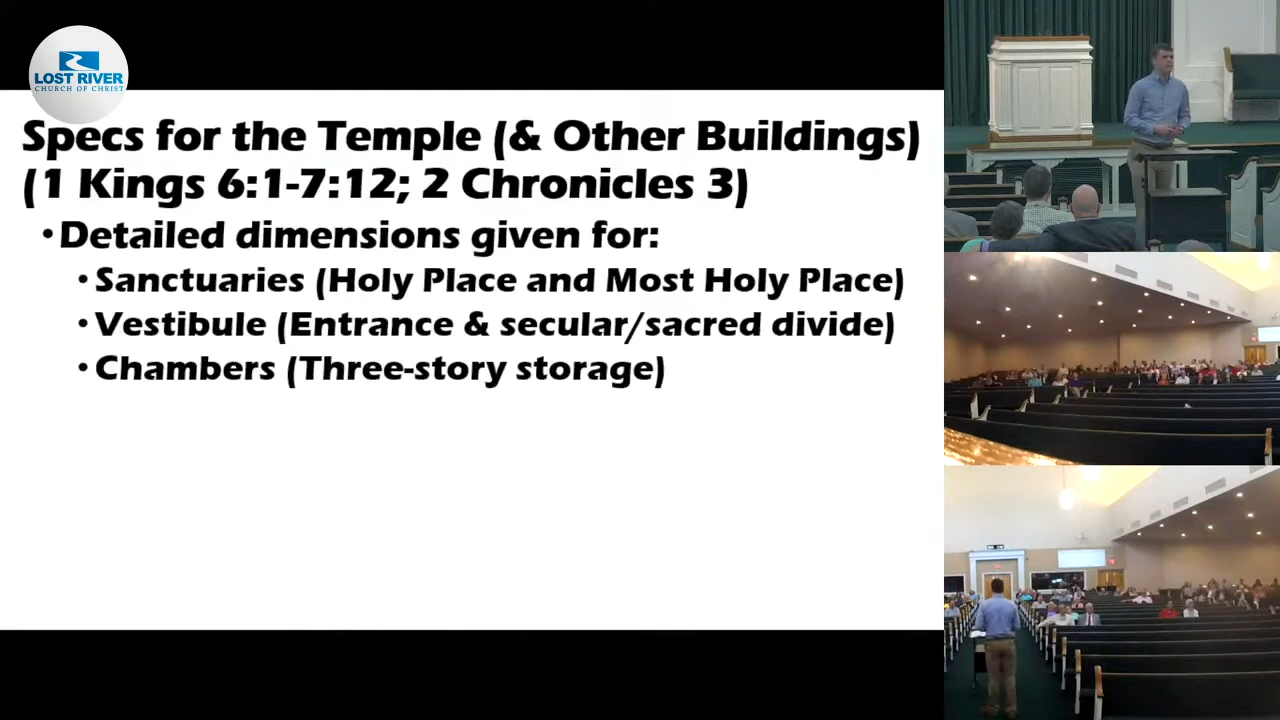 LOST RIVER
CHURCH OF CHRIST
Specs for the Temple (& Other Buildings)
(1 Kings 6:1-7:12; 2 Chronicles 3)
•Detailed dimensions given for:
•Sanctuaries (Holy Place and Most Holy Place)
•Vestibule (Entrance & secular/sacred divide)
•Chambers (Three-story storage)